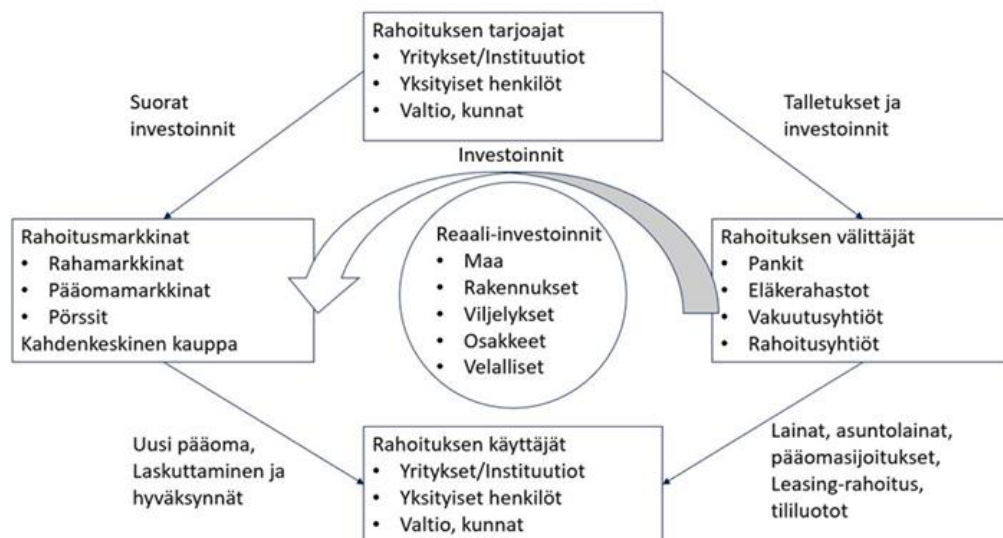 Rahoituksen tarjoajat
• Yritykset/Instituutiot
• Yksityiset henkilöt
• Valtio, kunnat
Suorat
investoinnit
Talletukset ja
investoinnit
Investoinnit
Rahoitusmarkkinat
• Rahamarkkinat
• Pääomamarkkinat
• Pörssit
Kahdenkeskinen kauppa
Reaali-investoinnit
• Maa
• Rakennukset
• Viljelykset
• Osakkeet
• Velalliset
Rahoituksen välittäjät
• Pankit
• Eläkerahastot
• Vakuutusyhtiöt
• Rahoitusyhtiöt
Uusi pääoma,
Laskuttaminen ja
hyväksynnät
Rahoituksen käyttäjät
• Yritykset/Instituutiot
• Yksityiset henkilöt
• Valtio, kunnat
Lainat, asuntolainat,
pääomasijoitukset,
Leasing-rahoitus,
tililuotot